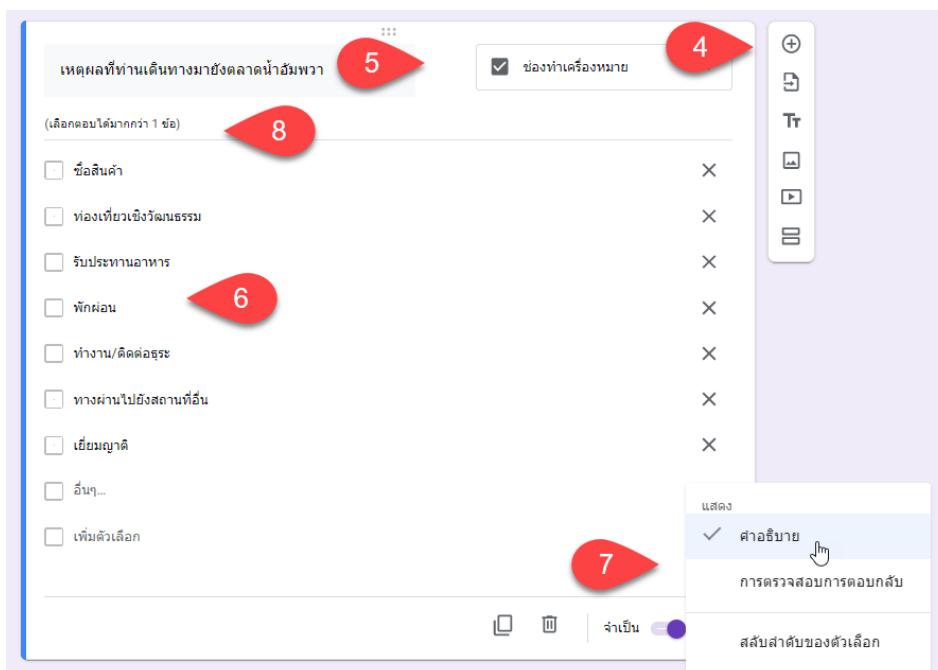 4
เหตุผลที่ท่านเดินทางมายังตลาดน้ำอัมพวา
5
ช่องทำเครื่องหมาย
Tт
(เลือกตอบได้มากกว่า 1 ข้อ)
8
ซื้อสินค้า
ท่องเที่ยวเชิงวัฒนธรรม
รับประทานอาหาร
พักผ่อน
6
ทำงาน/ติดต่อธุระ
ทางผ่านไปยังสถานที่อื่น
เยี่ยมญาติ
อื่นๆ...
เพิ่มตัวเลือก
แสดง
คำอธิบาย
7
การตรวจสอบการตอบกลับ
จำเป็น
สลับลำดับของตัวเลือก